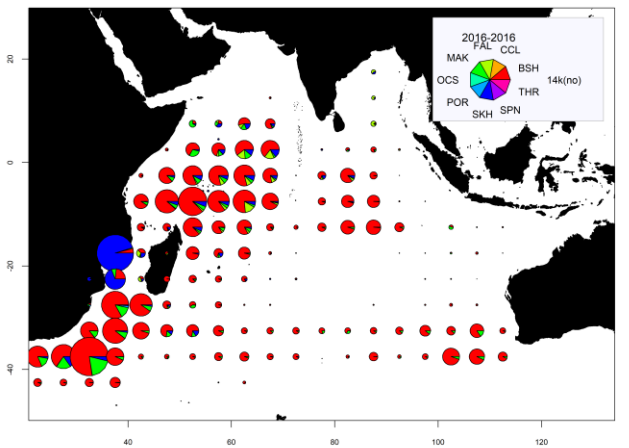 2016-2016
FAL CCL
MAK BSH
OCS 14k(no)
POR THR
SKH SPN
20
0
-20
-40
40 60 80 100 120